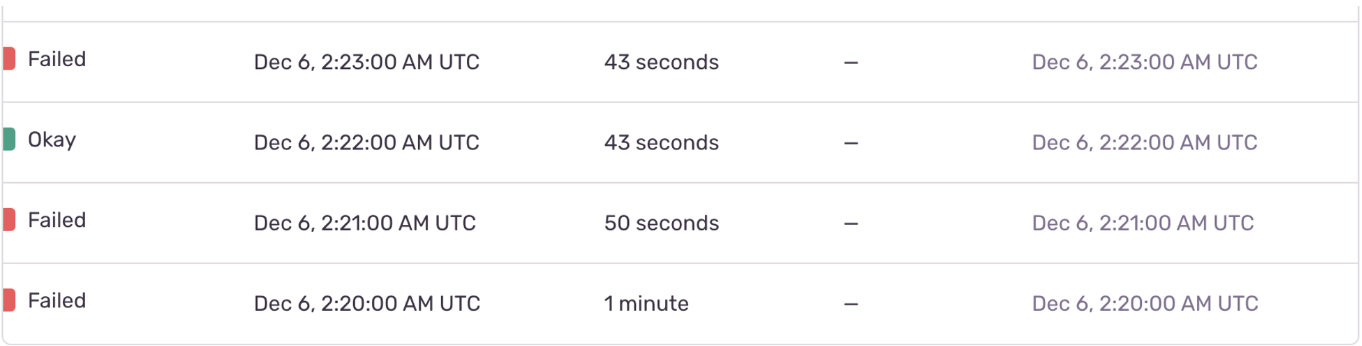 Failed Dec 6, 2:23:00 AM UTC 43 seconds — Dec 6, 2:23:00 AM UTC
Okay Dec 6, 2:22:00 AM UTC 43 seconds — Dec 6, 2:22:00 AM UTC
Failed Dec 6, 2:21:00 AM UTC 50 seconds — Dec 6, 2:21:00 AM UTC
Failed Dec 6, 2:20:00 AM UTC 1 minute — Dec 6, 2:20:00 AM UTC